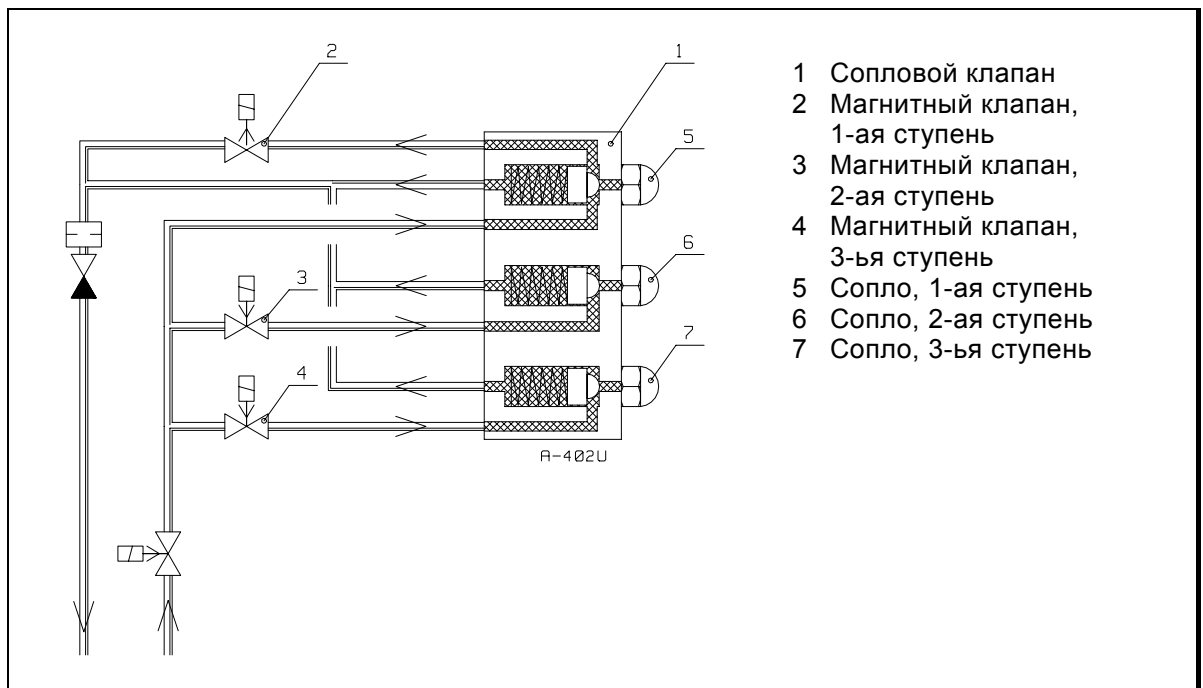 2
1
5
6
3
7
4
A-402U
1 Сопловой клапан
2 Магнитный клапан,
1-ая ступень
3 Магнитный клапан,
2-ая ступень
4 Магнитный клапан,
3-ья ступень
5 Сопло, 1-ая ступень
6 Сопло, 2-ая ступень
7 Сопло, 3-ья ступень